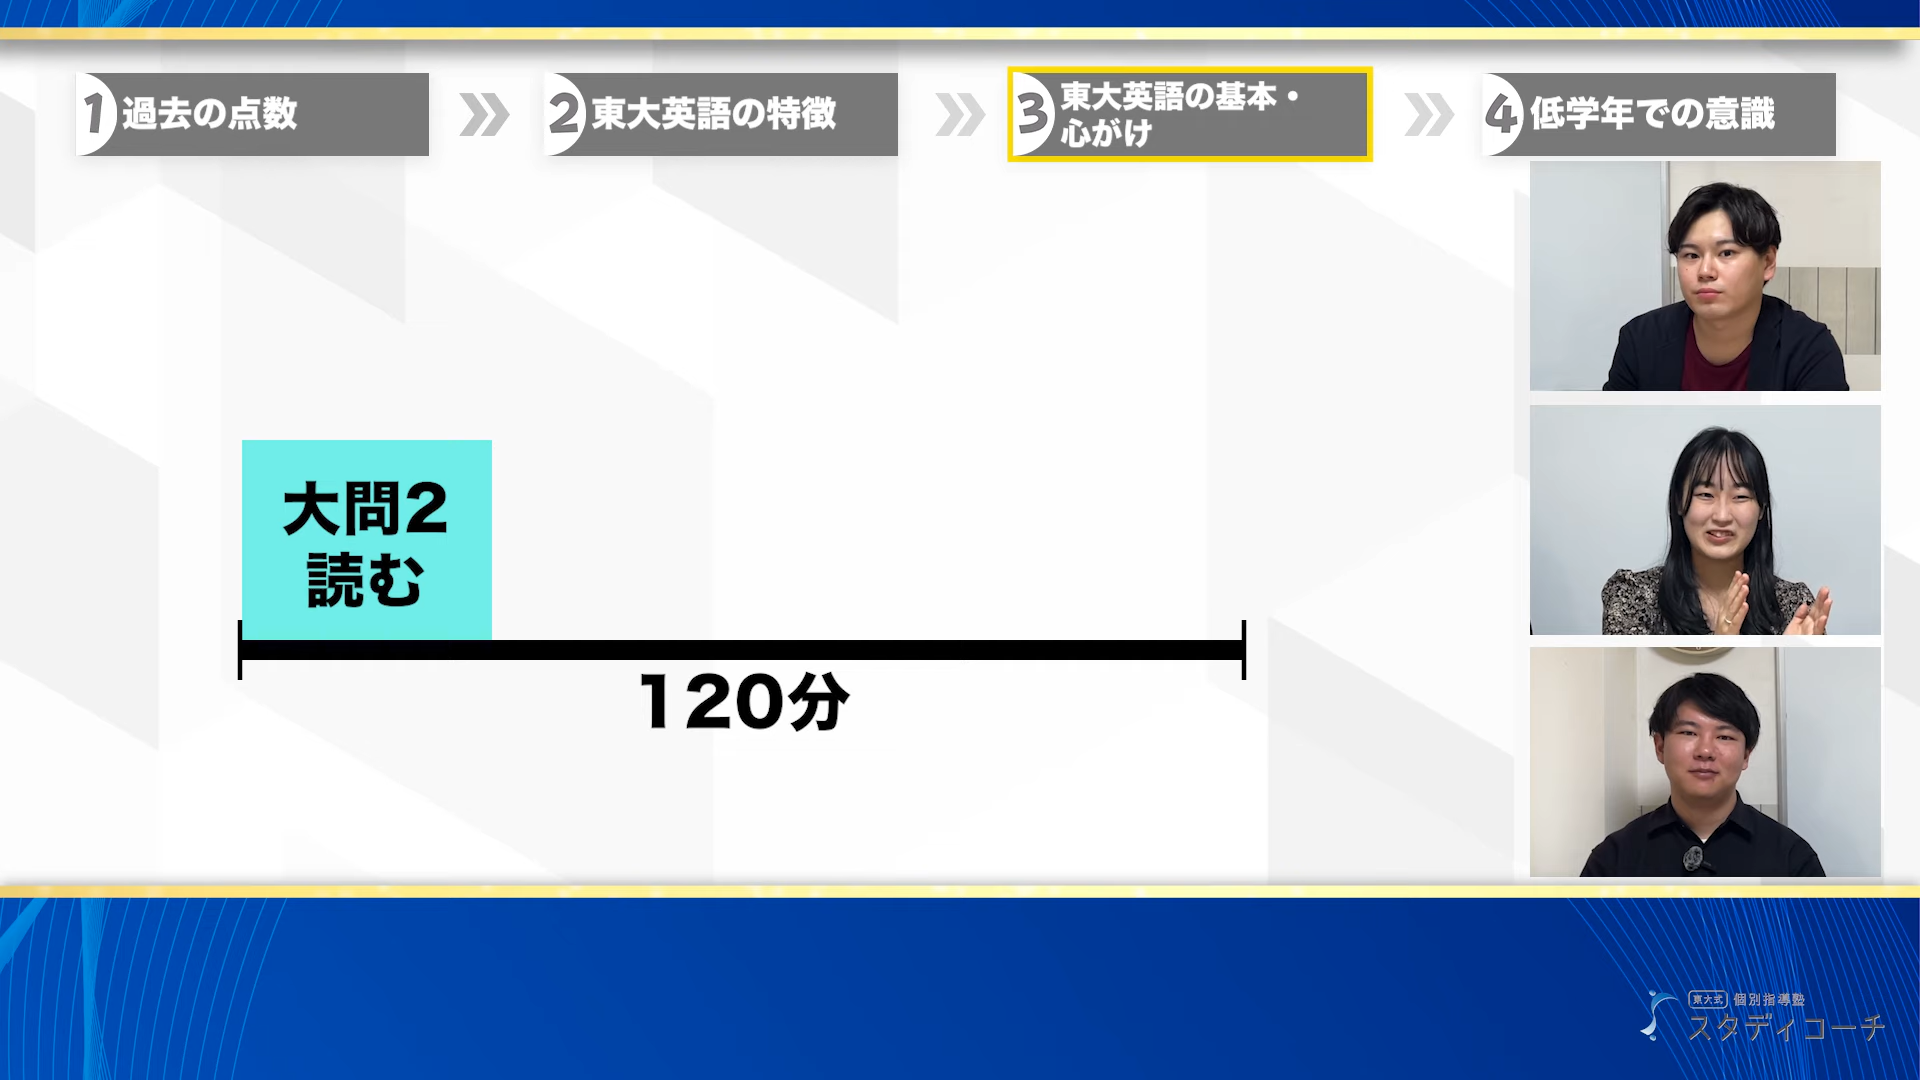 1 過去の点数
2 東大英語の特徴
3 東大英語の基本・
心がけ
4 低学年での意識
大問2
読む
120分
東大式 個別指導塾
スタディコーチ